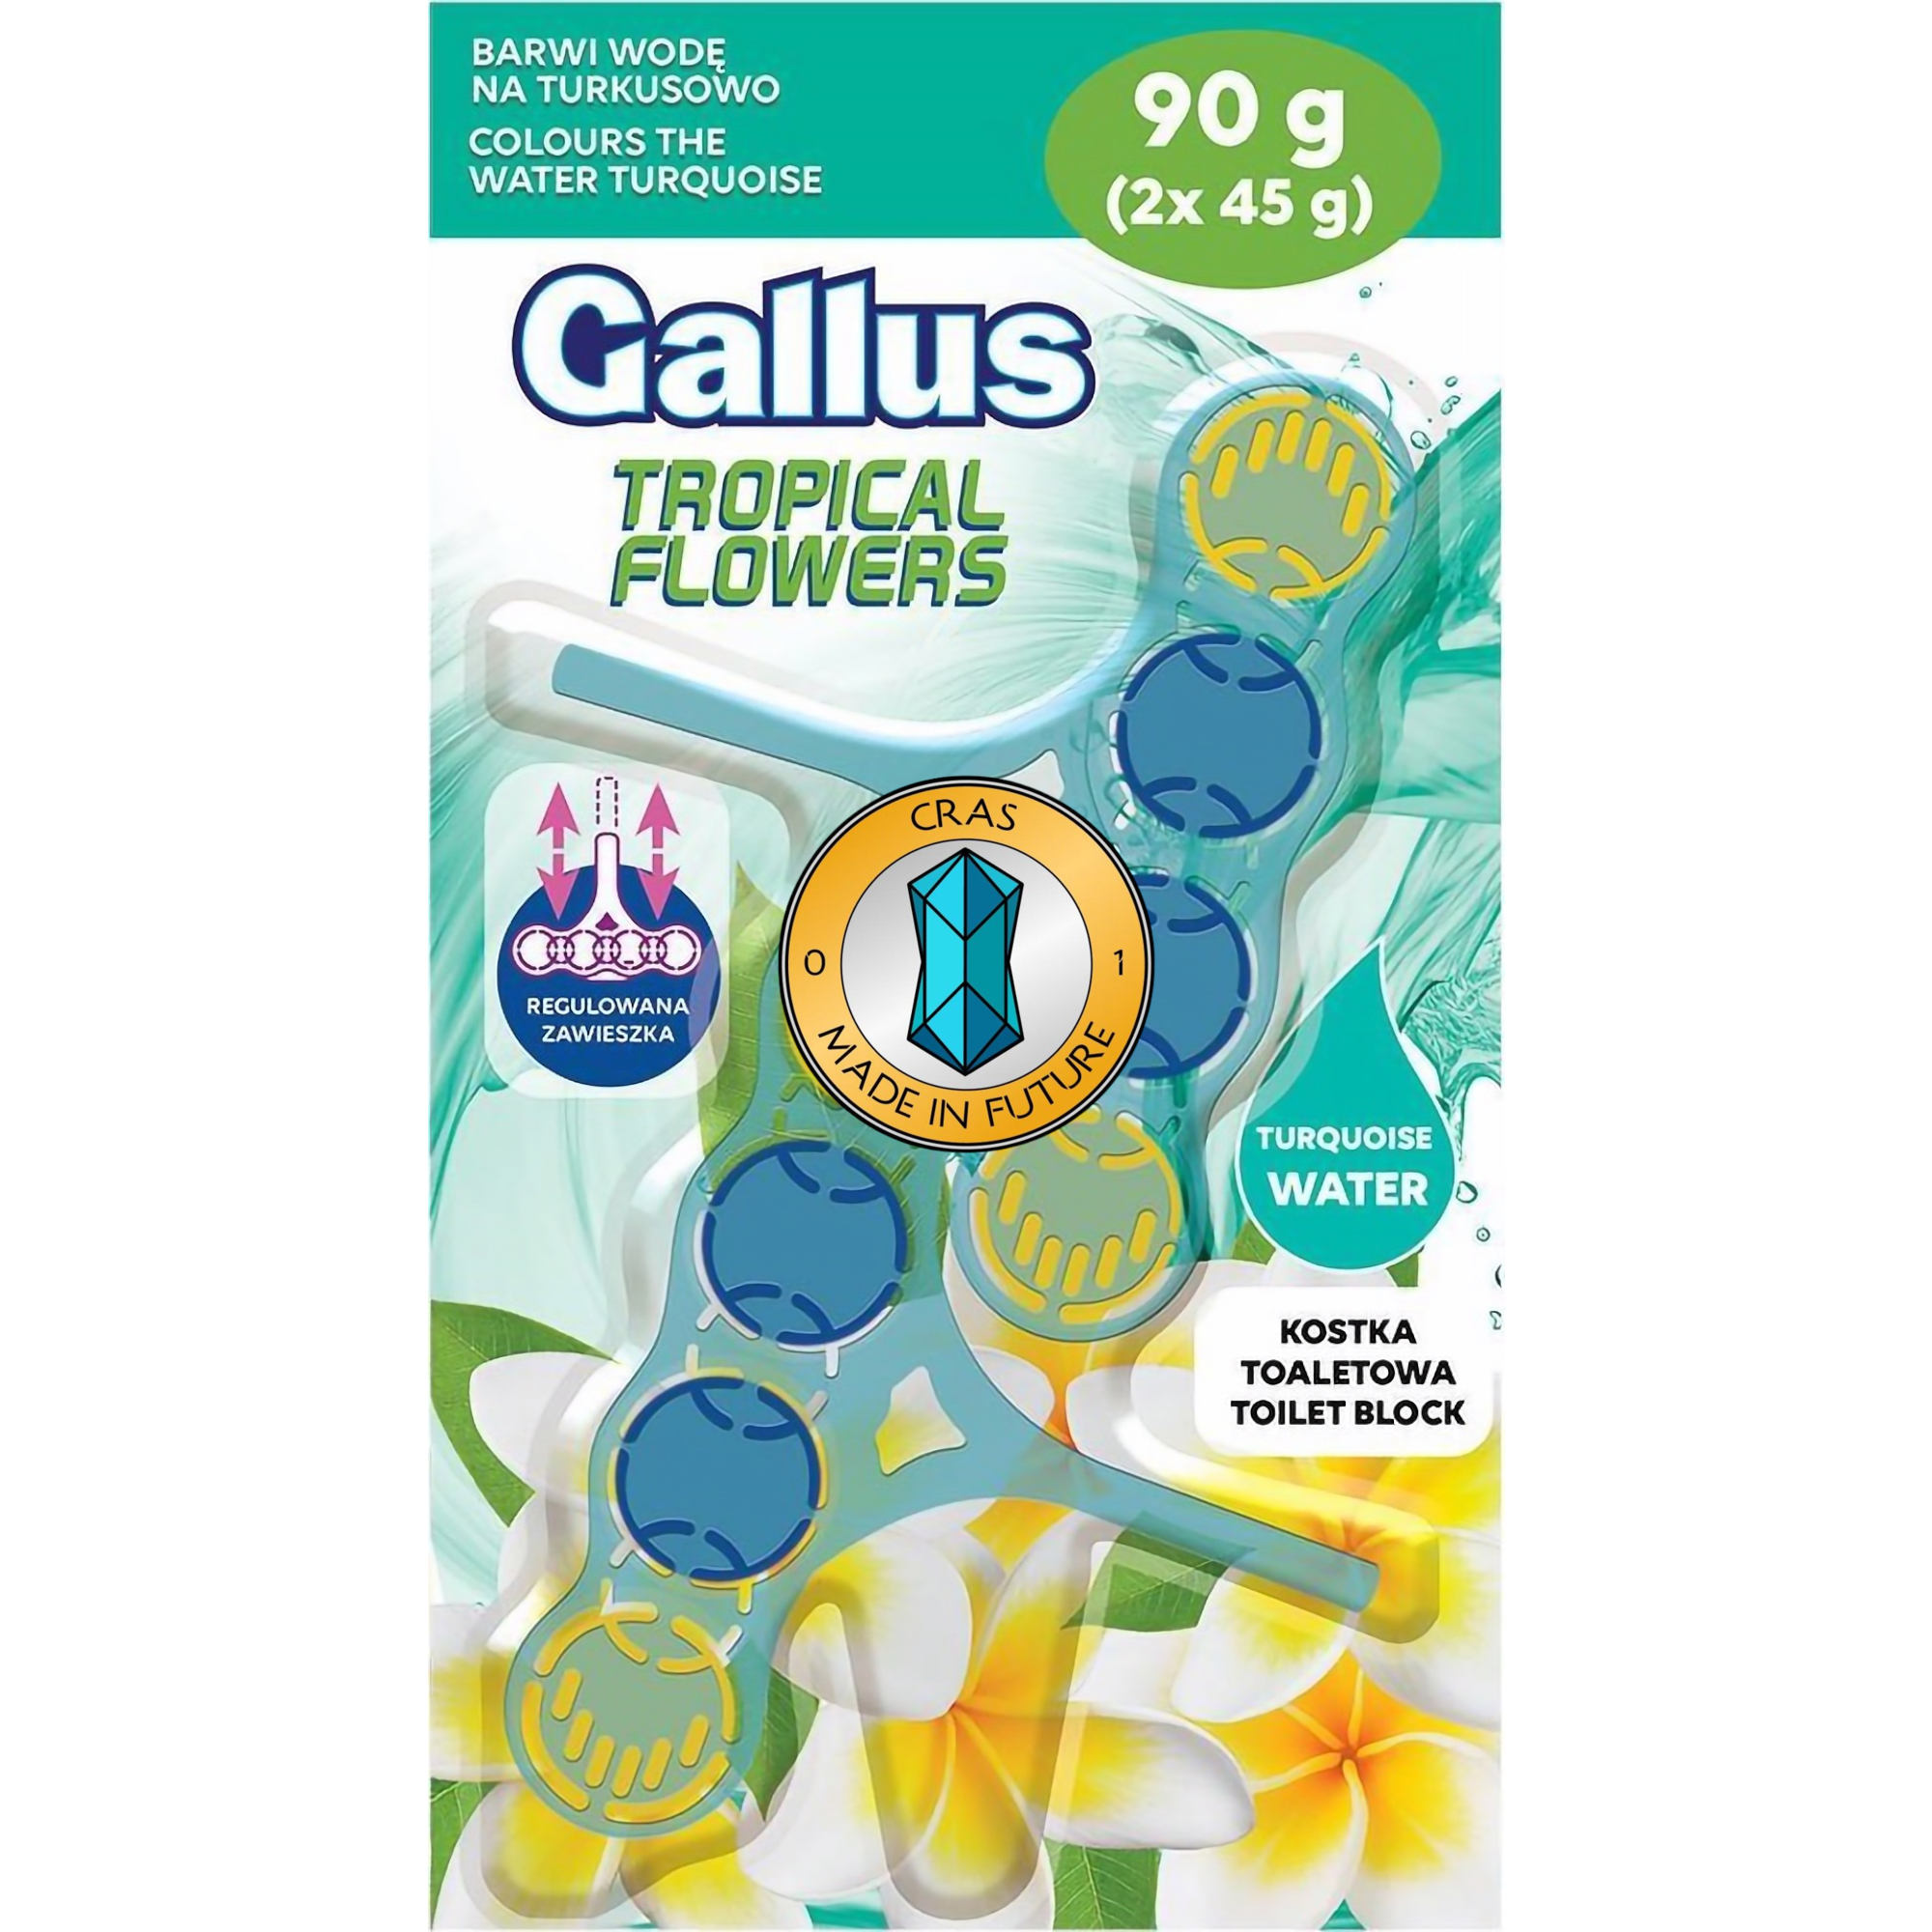 BARWI WODĘ
NA TURKUSOWO
COLOURS THE
WATER TURQUOISE
90 g
(2x 45 g)
Gallus
TROPICAL
FLOWERS
CRAS
0 1
MADE IN FUTURE
REGULOWANA
ZAWIESZKA
TURQUOISE
WATER
KOSTKA
TOALETOWA
TOILET BLOCK